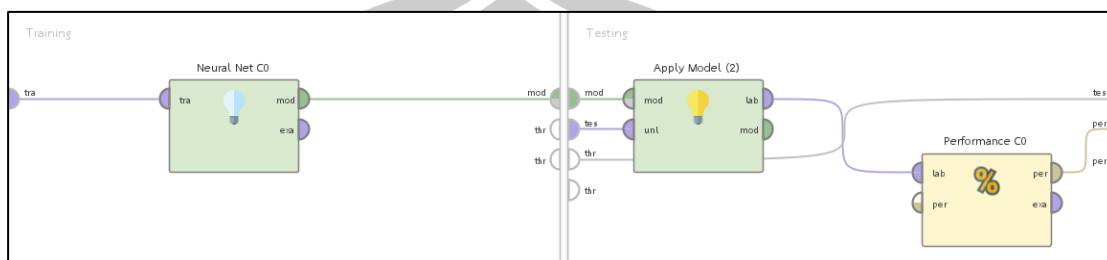 Training
Neural Net C0
tra
tra
mod
exa
mod
thr
thr
Testing
Apply Model (2)
mod
tes
thr
thr
mod
unl
lab
mod
Performance C0
lab
per
per
exa
tes
per
per